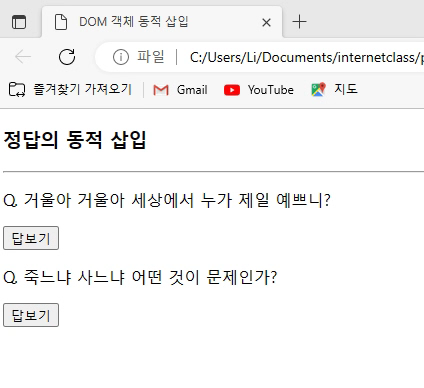 DOM 객체 동적 삽입
파일 C:/Users/Li/Documents/internetclass/p
즐겨찾기 가져오기 Gmail YouTube 지도
정답의 동적 삽입
Q. 거울아 거울아 세상에서 누가 제일 예쁘니?
답보기
Q. 죽느냐 사느냐 어떤 것이 문제인가?
답보기